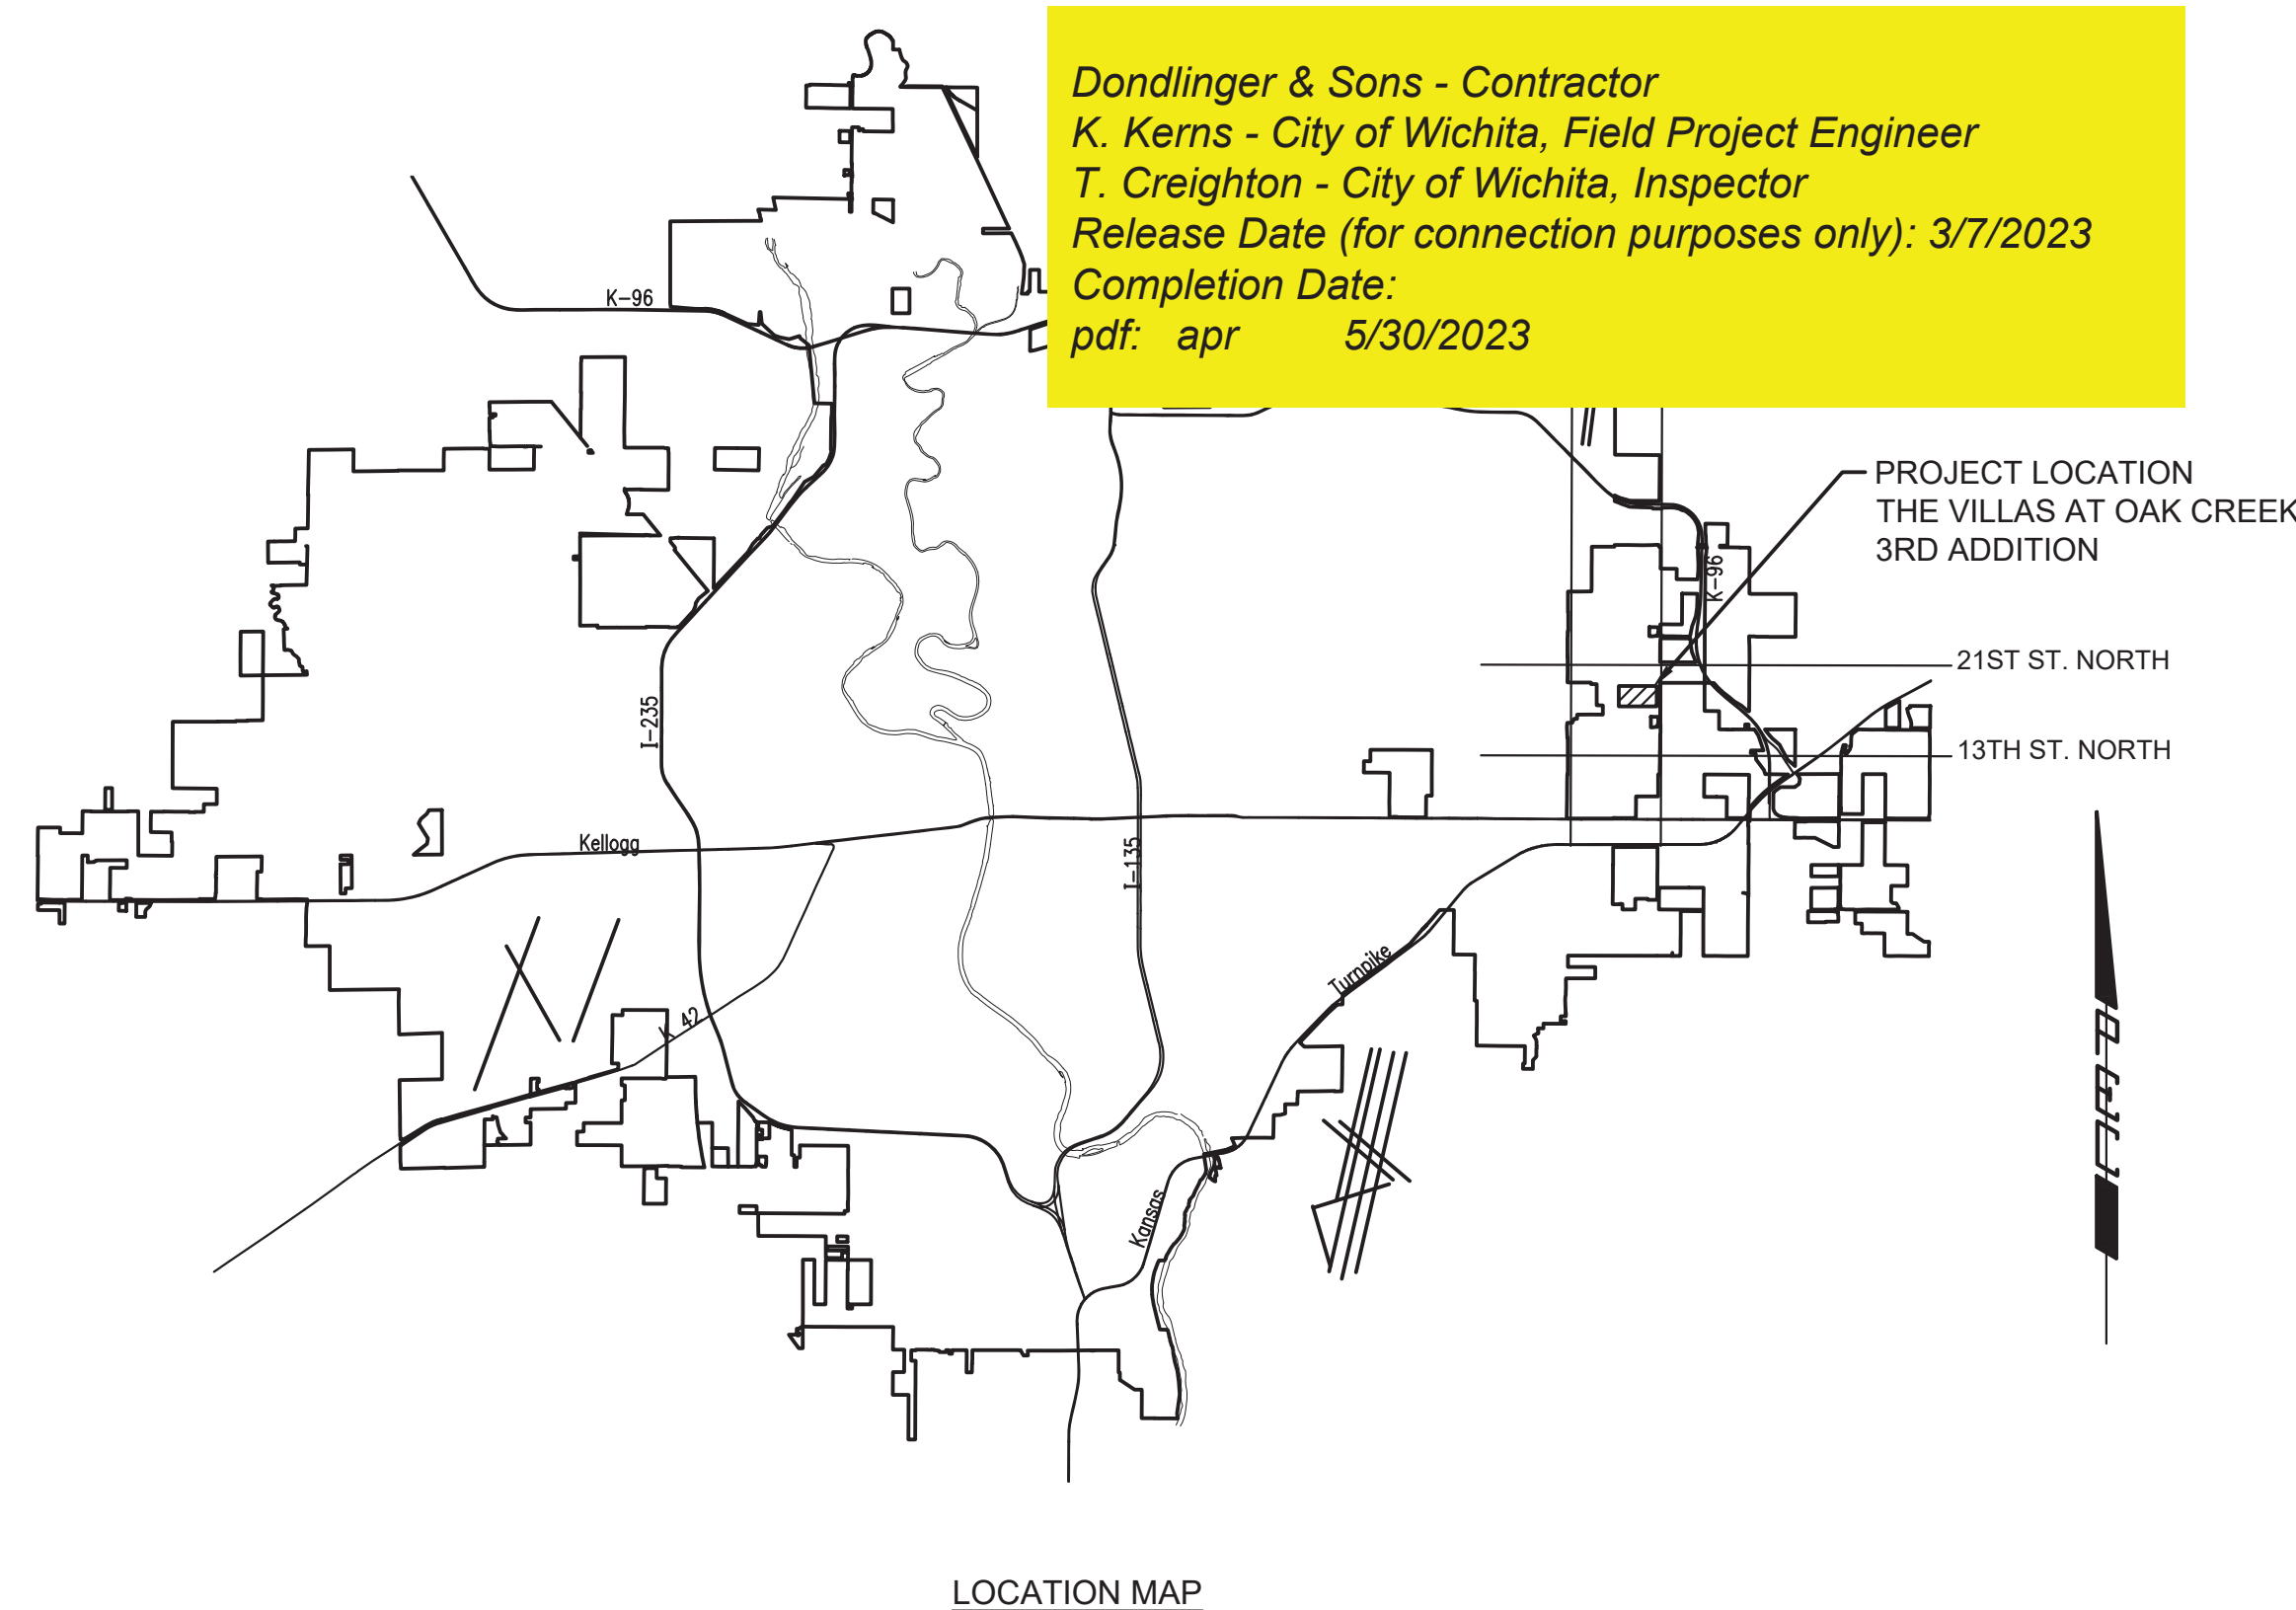 Dondlinger & Sons - Contractor
K. Kerns - City of Wichita, Field Project Engineer
T. Creighton - City of Wichita, Inspector
Release Date (for connection purposes only): 3/7/2023
Completion Date:
pdf: apr 5/30/2023
K-96
PROJECT LOCATION
THE VILLAS AT OAK CREEK
3RD ADDITION
K-96
21ST ST. NORTH
I-235
13TH ST. NORTH
Kellogg
I-135
Turnpike
K 42
Kansas
LOCATION MAP